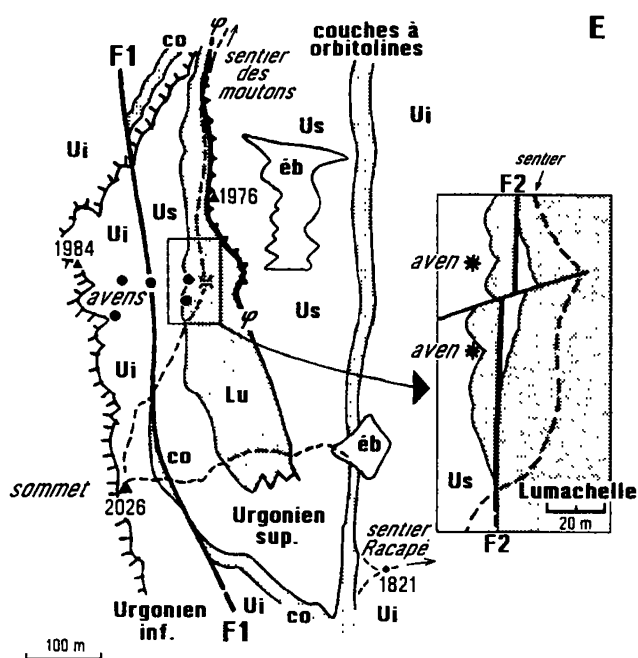 E
F1
co
φ
sentier
des
moutons
couches à
orbitolines
Ui
Us
éb
Ui
1976
Us
Ui
1984
avens
Us
φ
Ui
Lu
éb
co
sommet
2026
Urgonien
sup.
sentier
Racapé
1821
Urgonien
inf.
F1
Ui
co
Ui
100 m
sentier
F2
aven
aven
Us
Lumachelle
20 m
F2